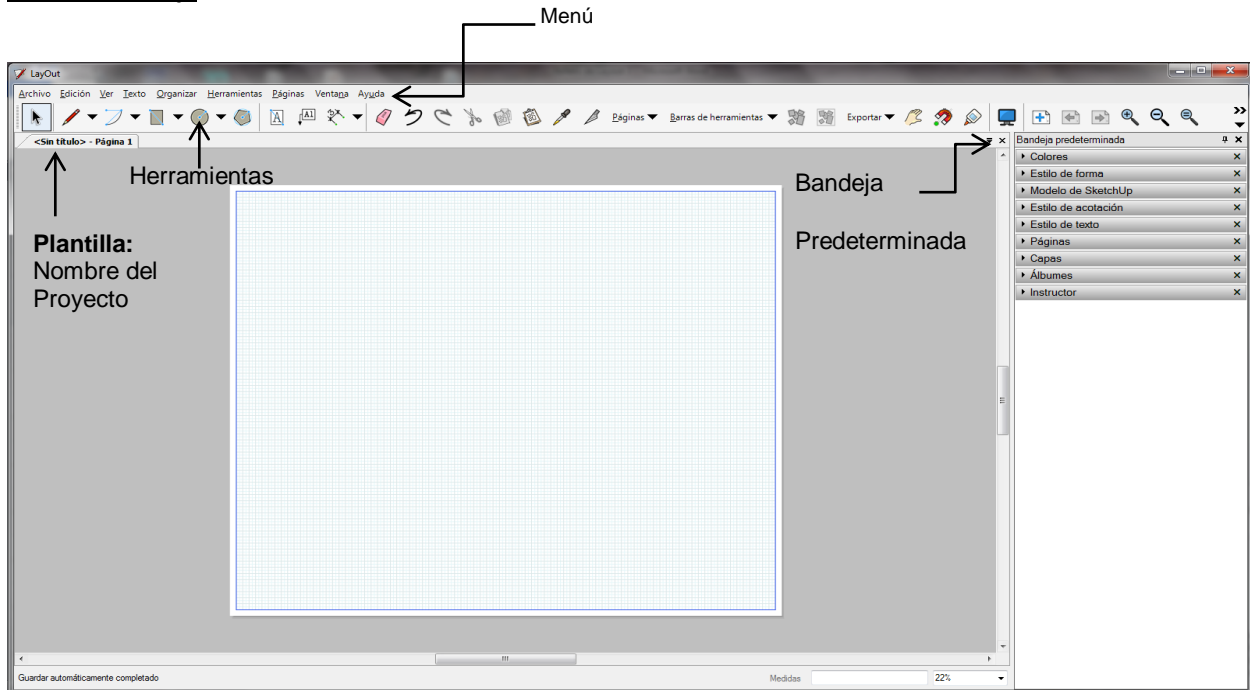 Menú
LayOut
Archivo Edición Ver Texto Organizar Herramientas Páginas Ventana Ayuda
A A1 Páginas Barras de herramientas Exportar
<Sin título> - Página 1
Bandeja predeterminada
Colores
Estilo de forma
Modelo de SketchUp
Estilo de acotación
Estilo de texto
Páginas
Capas
Álbumes
Instructor
Herramientas
Bandeja
Predeterminada
Plantilla:
Nombre del
Proyecto
Guardar automáticamente completado
Medidas
22%